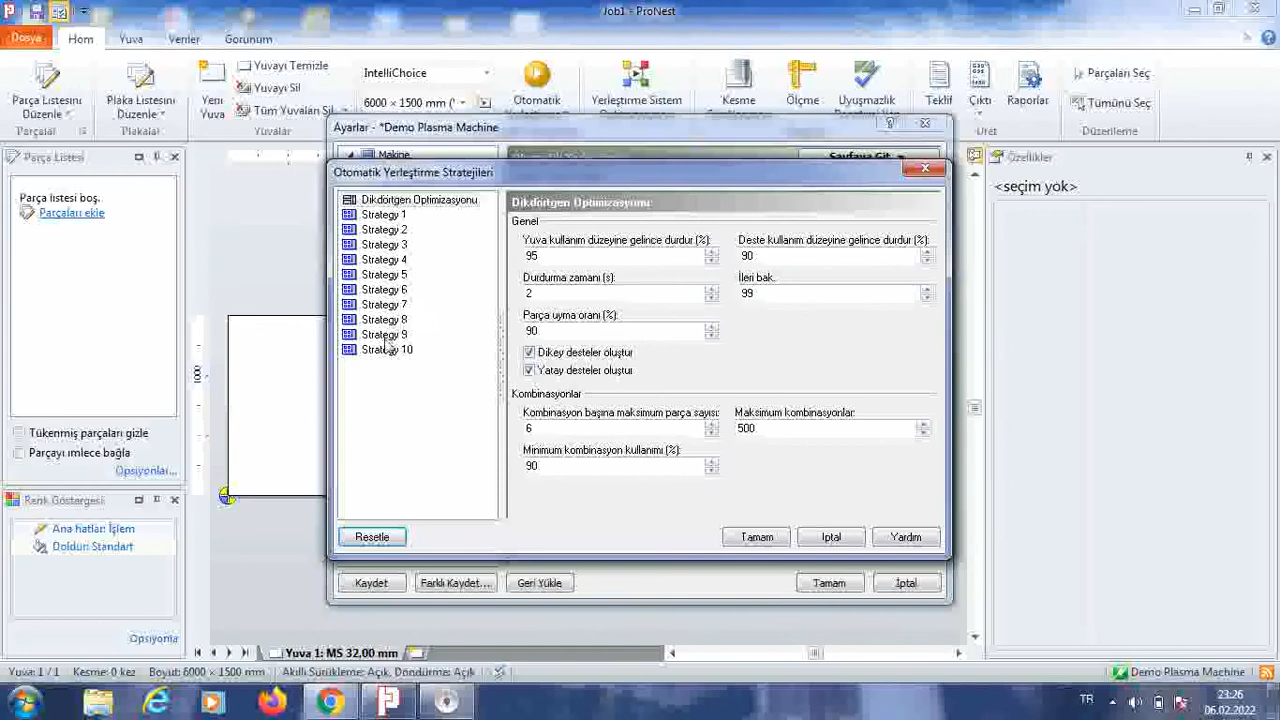 Job1 - ProNest
Dosya Hom Yuva Veriler Görünüm
Parça Listesini Düzenle
Plaka Listesini Düzenle
Parçalar
Plakalar
Yeni Yuva
Yuvayı Temizle
Yuvayı Sil
Tüm Yuvaları Sil
Yuvalar
IntelliChoice
6000 × 1500 mm
Otomatik
Yerleştirme Sistem
Kesme
Ölçme
Uyuşmazlık
Teklif
Çıktı
Raporlar
Üret
Parçaları Seç
Tümünü Seç
Düzenleme
Parça Listesi
Parça listesi boş.
Parçaları ekle
Tükenmiş parçaları gizle
Parçayı imlece bağla
Opsiyonlar...
Renk Göstergesi
Ana hatlar: İşlem
Doldur: Standart
Opsiyonla
1000
Ayarlar - *Demo Plasma Machine
Makine
Sayfaya Git
Otomatik Yerleştirme Stratejileri
Dikdörtgen Optimizasyonu
Strategy 1
Strategy 2
Strategy 3
Strategy 4
Strategy 5
Strategy 6
Strategy 7
Strategy 8
Strategy 9
Strategy 10
Dikdörtgen Optimizasyonu
Genel
Yuva kullanım düzeyine gelince durdur (%):
95
Deste kullanım düzeyine gelince durdur (%):
90
Durdurma zamanı (s):
2
İleri bak:
99
Parça uyma oranı (%):
90
Dikey desteler oluştur
Yatay desteler oluştur
Kombinasyonlar
Kombinasyon başına maksimum parça sayısı:
6
Maksimum kombinasyonlar:
500
Minimum kombinasyon kullanımı (%):
90
Resetle Tamam İptal Yardım
Kaydet Farklı Kaydet... Geri Yükle Tamam İptal
Özellikler
<seçim yok>
Yuva 1: MS 32,00 mm
Yuva: 1 / 1 Kesme: 0 kez Boyut: 6000 × 1500 mm Akıllı Sürükleme: Açık, Döndürme: Açık
Demo Plasma Machine
TR
23:26
06.02.2022